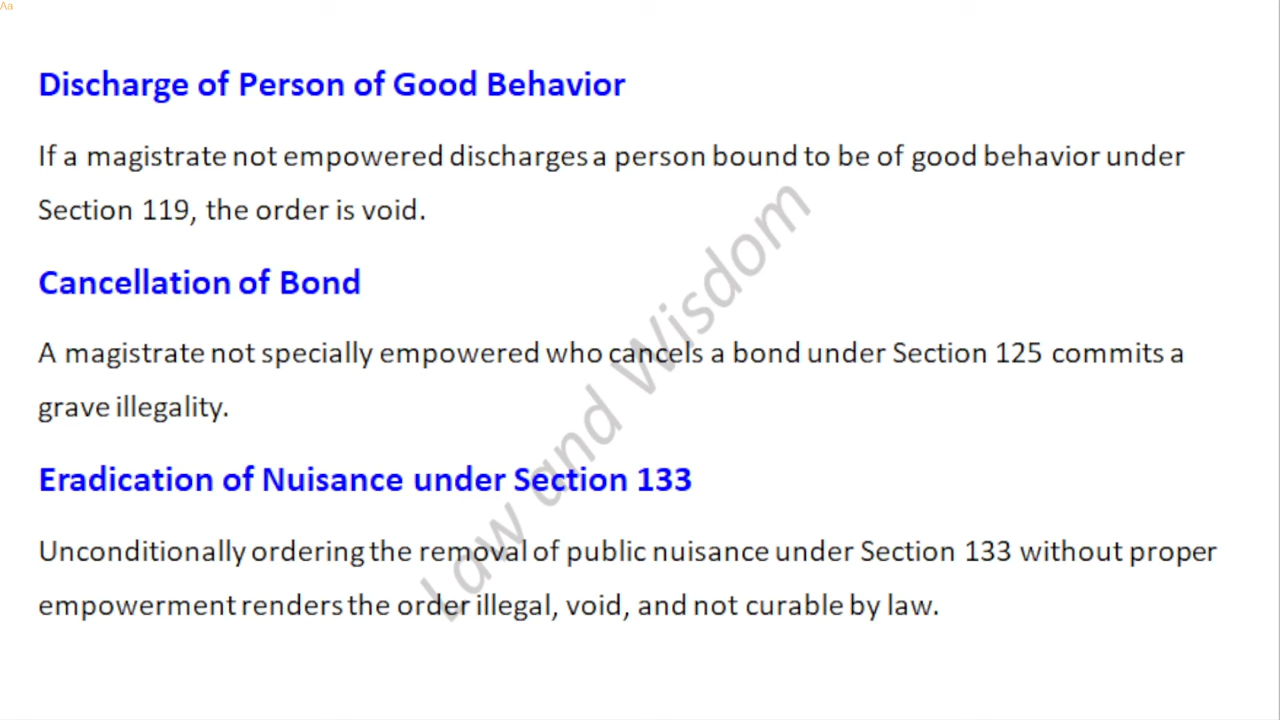 Aa
Discharge of Person of Good Behavior
If a magistrate not empowered discharges a person bound to be of good behavior under
Section 119, the order is void.
Cancellation of Bond
A magistrate not specially empowered who cancels a bond under Section 125 commits a
grave illegality.
Eradication of Nuisance under Section 133
Unconditionally ordering the removal of public nuisance under Section 133 without proper
empowerment renders the order illegal, void, and not curable by law.
Law and Wisdom